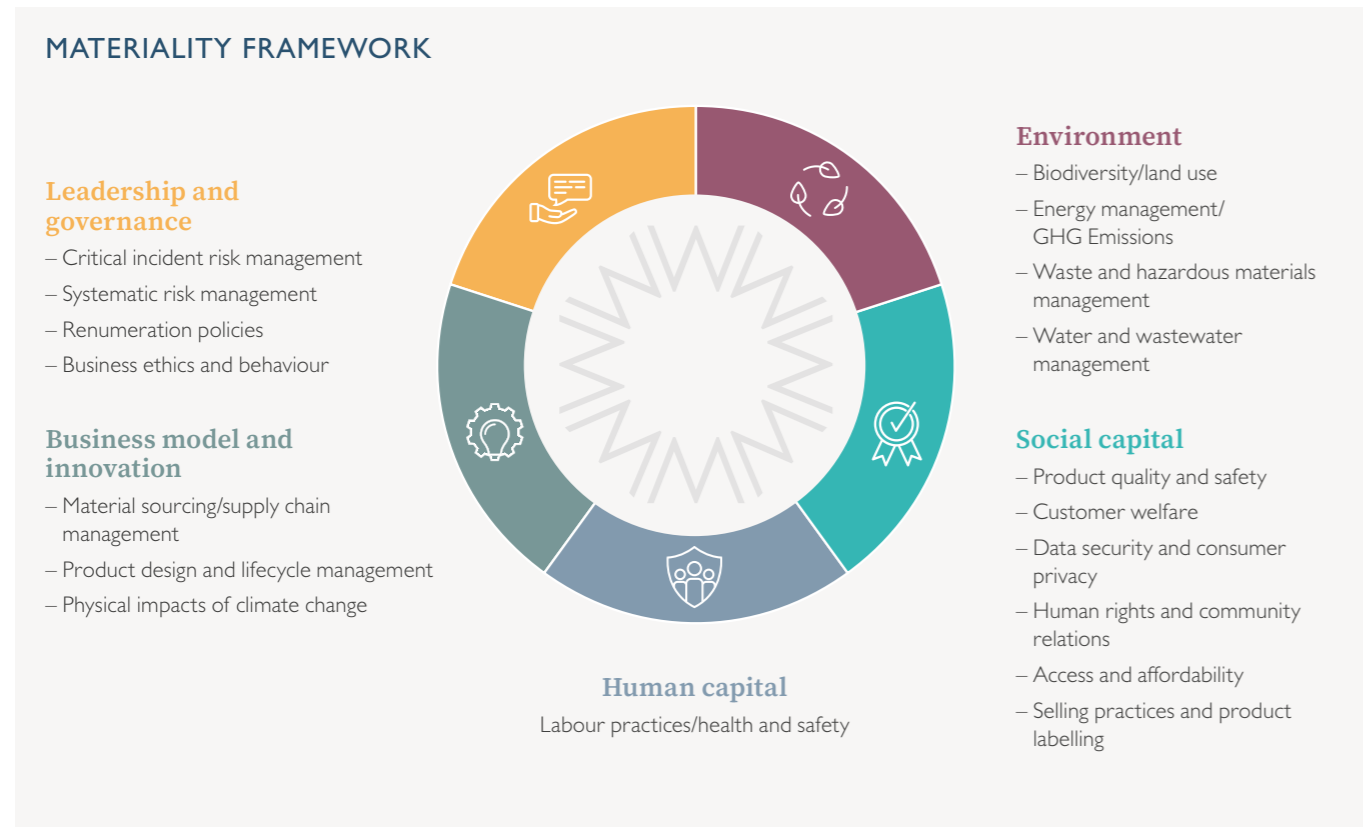 MATERIALITY FRAMEWORK
Leadership and
governance
– Critical incident risk management
– Systematic risk management
– Renumeration policies
– Business ethics and behaviour
Business model and
innovation
– Material sourcing/supply chain
management
– Product design and lifecycle management
– Physical impacts of climate change
Human capital
Labour practices/health and safety
Environment
– Biodiversity/land use
– Energy management/
GHG Emissions
– Waste and hazardous materials
management
– Water and wastewater
management
Social capital
– Product quality and safety
– Customer welfare
– Data security and consumer
privacy
– Human rights and community
relations
– Access and affordability
– Selling practices and product
labelling